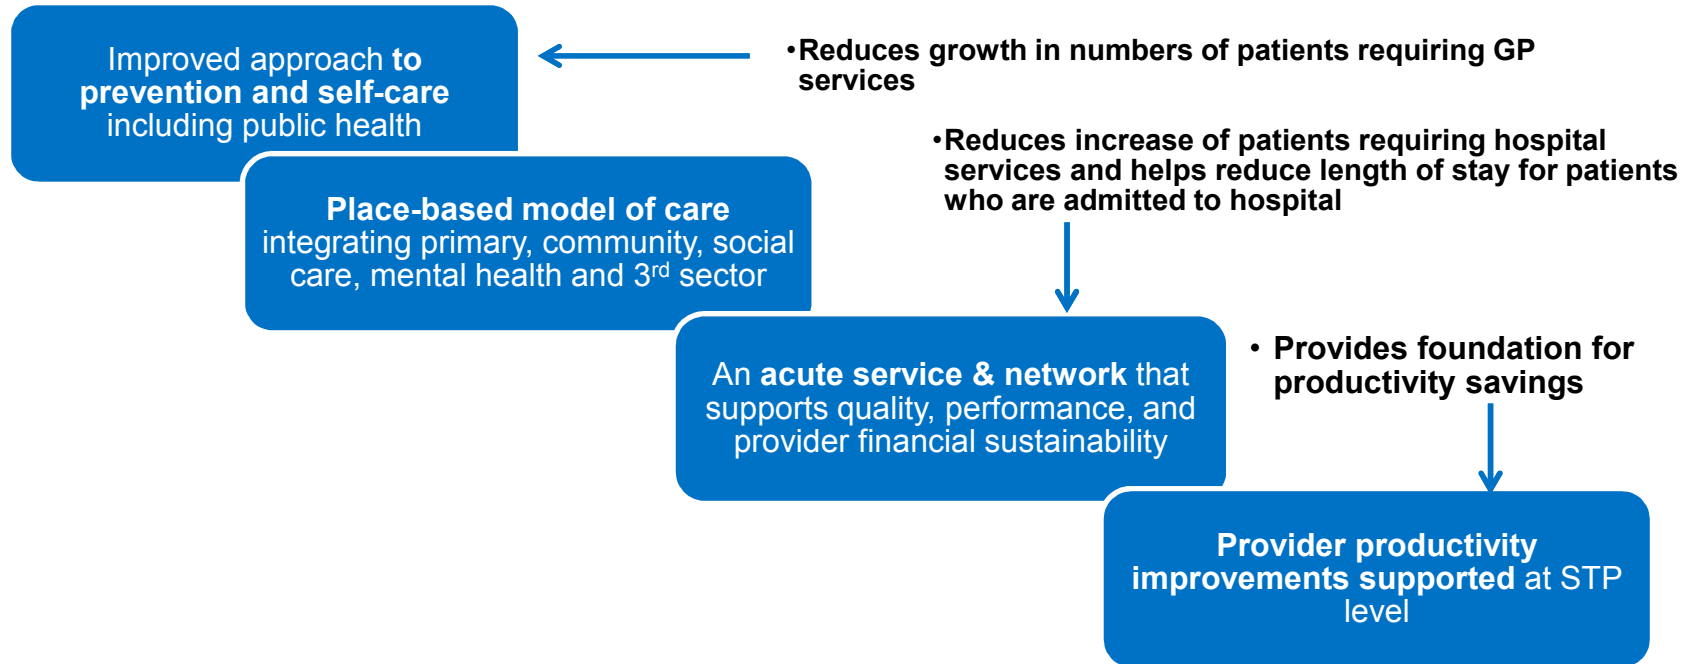 Improved approach to
prevention and self-care
including public health
•Reduces growth in numbers of patients requiring GP
services
•Reduces increase of patients requiring hospital
services and helps reduce length of stay for patients
who are admitted to hospital
Place-based model of care
integrating primary, community, social
care, mental health and 3rd sector
An acute service & network that
supports quality, performance, and
provider financial sustainability
• Provides foundation for
productivity savings
Provider productivity
improvements supported at STP
level